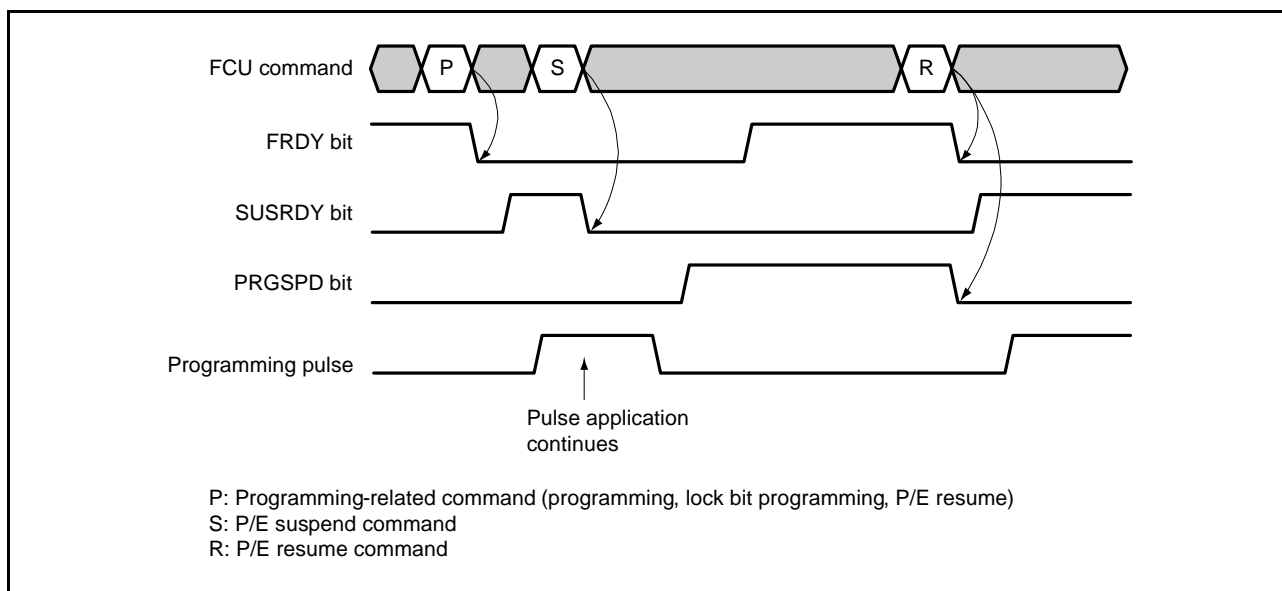 FCU command
P
S
R
FRDY bit
SUSRDY bit
PRGSPD bit
Programming pulse
Pulse application
continues
P: Programming-related command (programming, lock bit programming, P/E resume)
S: P/E suspend command
R: P/E resume command